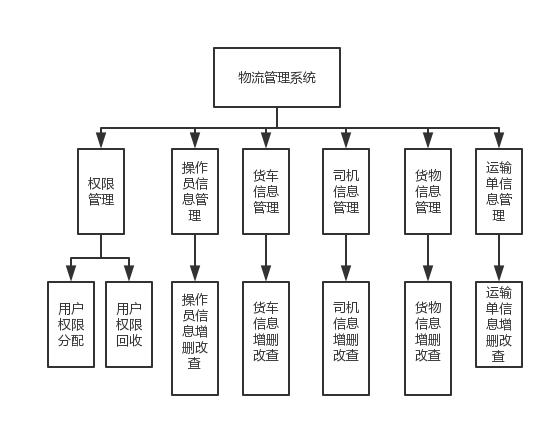 物流管理系统
权限
管理
操作
员信
息管
理
货车
信息
管理
司机
信息
管理
货物
信息
管理
运输
单信
息管
理
用户
权限
分配
用户
权限
回收
操作
员信
息增
删改
查
货车
信息
增删
改查
司机
信息
增删
改查
货物
信息
增删
改查
运输
单信
息增
删改
查